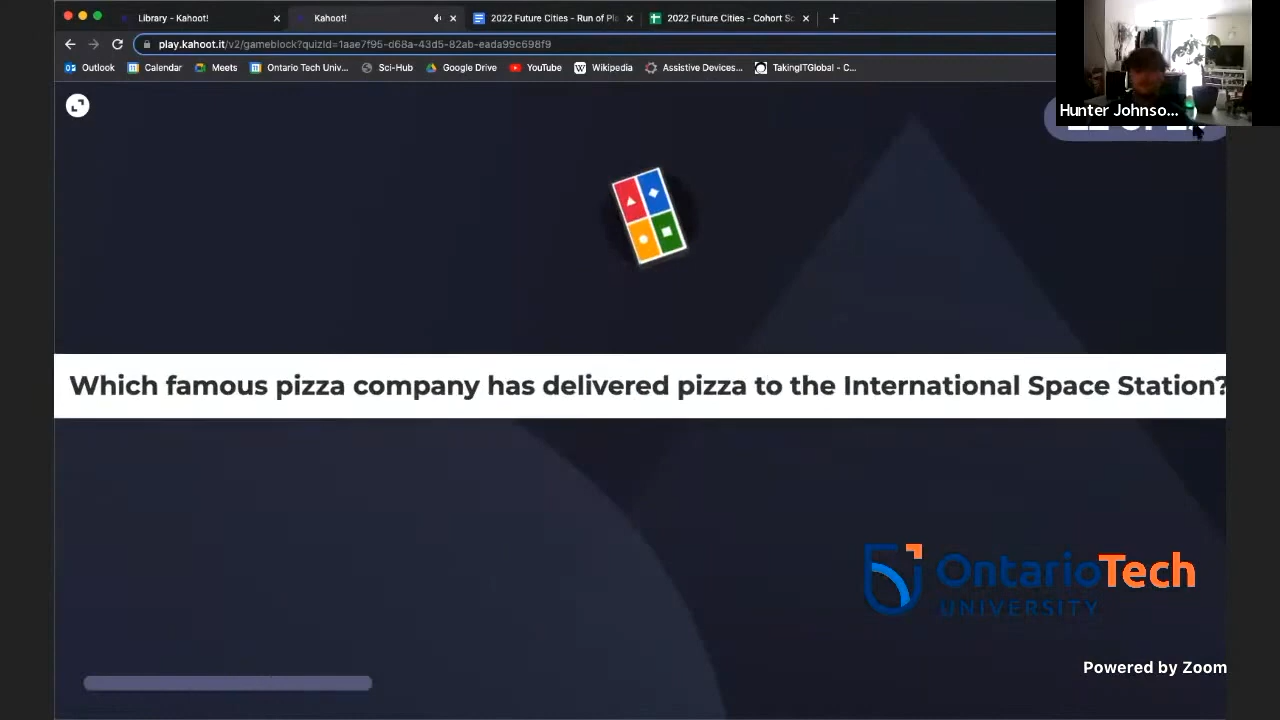 Library - Kahoot!
Kahoot!
2022 Future Cities - Run of Pl
2022 Future Cities - Cohort Sc
play.kahoot.it/v2/gameblock?quizId=1aae7f95-d68a-43d5-82ab-eada99c698f9
Outlook
Calendar
Meets
Ontario Tech Univ...
Sci-Hub
Google Drive
YouTube
Wikipedia
Assistive Devices...
TakingITGlobal - C...
Hunter Johnso...
Which famous pizza company has delivered pizza to the International Space Station?
OntarioTech
UNIVERSITY
Powered by Zoom